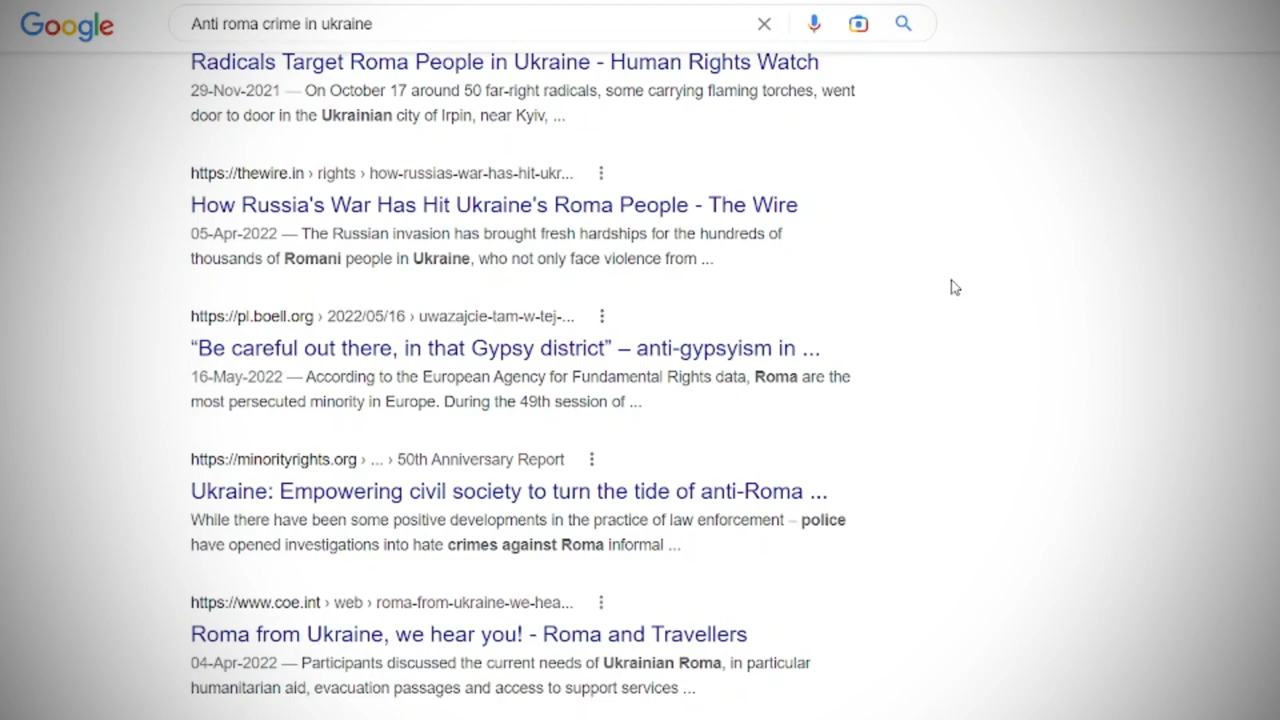 Google
Anti roma crime in ukraine
Radicals Target Roma People in Ukraine - Human Rights Watch
29-Nov-2021 — On October 17 around 50 far-right radicals, some carrying flaming torches, went
door to door in the Ukrainian city of Irpin, near Kyiv, ...
https://thewire.in › rights › how-russias-war-has-hit-ukr...
How Russia's War Has Hit Ukraine's Roma People - The Wire
05-Apr-2022 — The Russian invasion has brought fresh hardships for the hundreds of
thousands of Romani people in Ukraine, who not only face violence from ...
https://pl.boell.org › 2022/05/16 › uwazajcie-tam-w-tej-...
“Be careful out there, in that Gypsy district” – anti-gypsyism in ...
16-May-2022 — According to the European Agency for Fundamental Rights data, Roma are the
most persecuted minority in Europe. During the 49th session of ...
https://minorityrights.org › ... › 50th Anniversary Report
Ukraine: Empowering civil society to turn the tide of anti-Roma ...
While there have been some positive developments in the practice of law enforcement – police
have opened investigations into hate crimes against Roma informal ...
https://www.coe.int › web › roma-from-ukraine-we-hea...
Roma from Ukraine, we hear you! - Roma and Travellers
04-Apr-2022 — Participants discussed the current needs of Ukrainian Roma, in particular
humanitarian aid, evacuation passages and access to support services ...